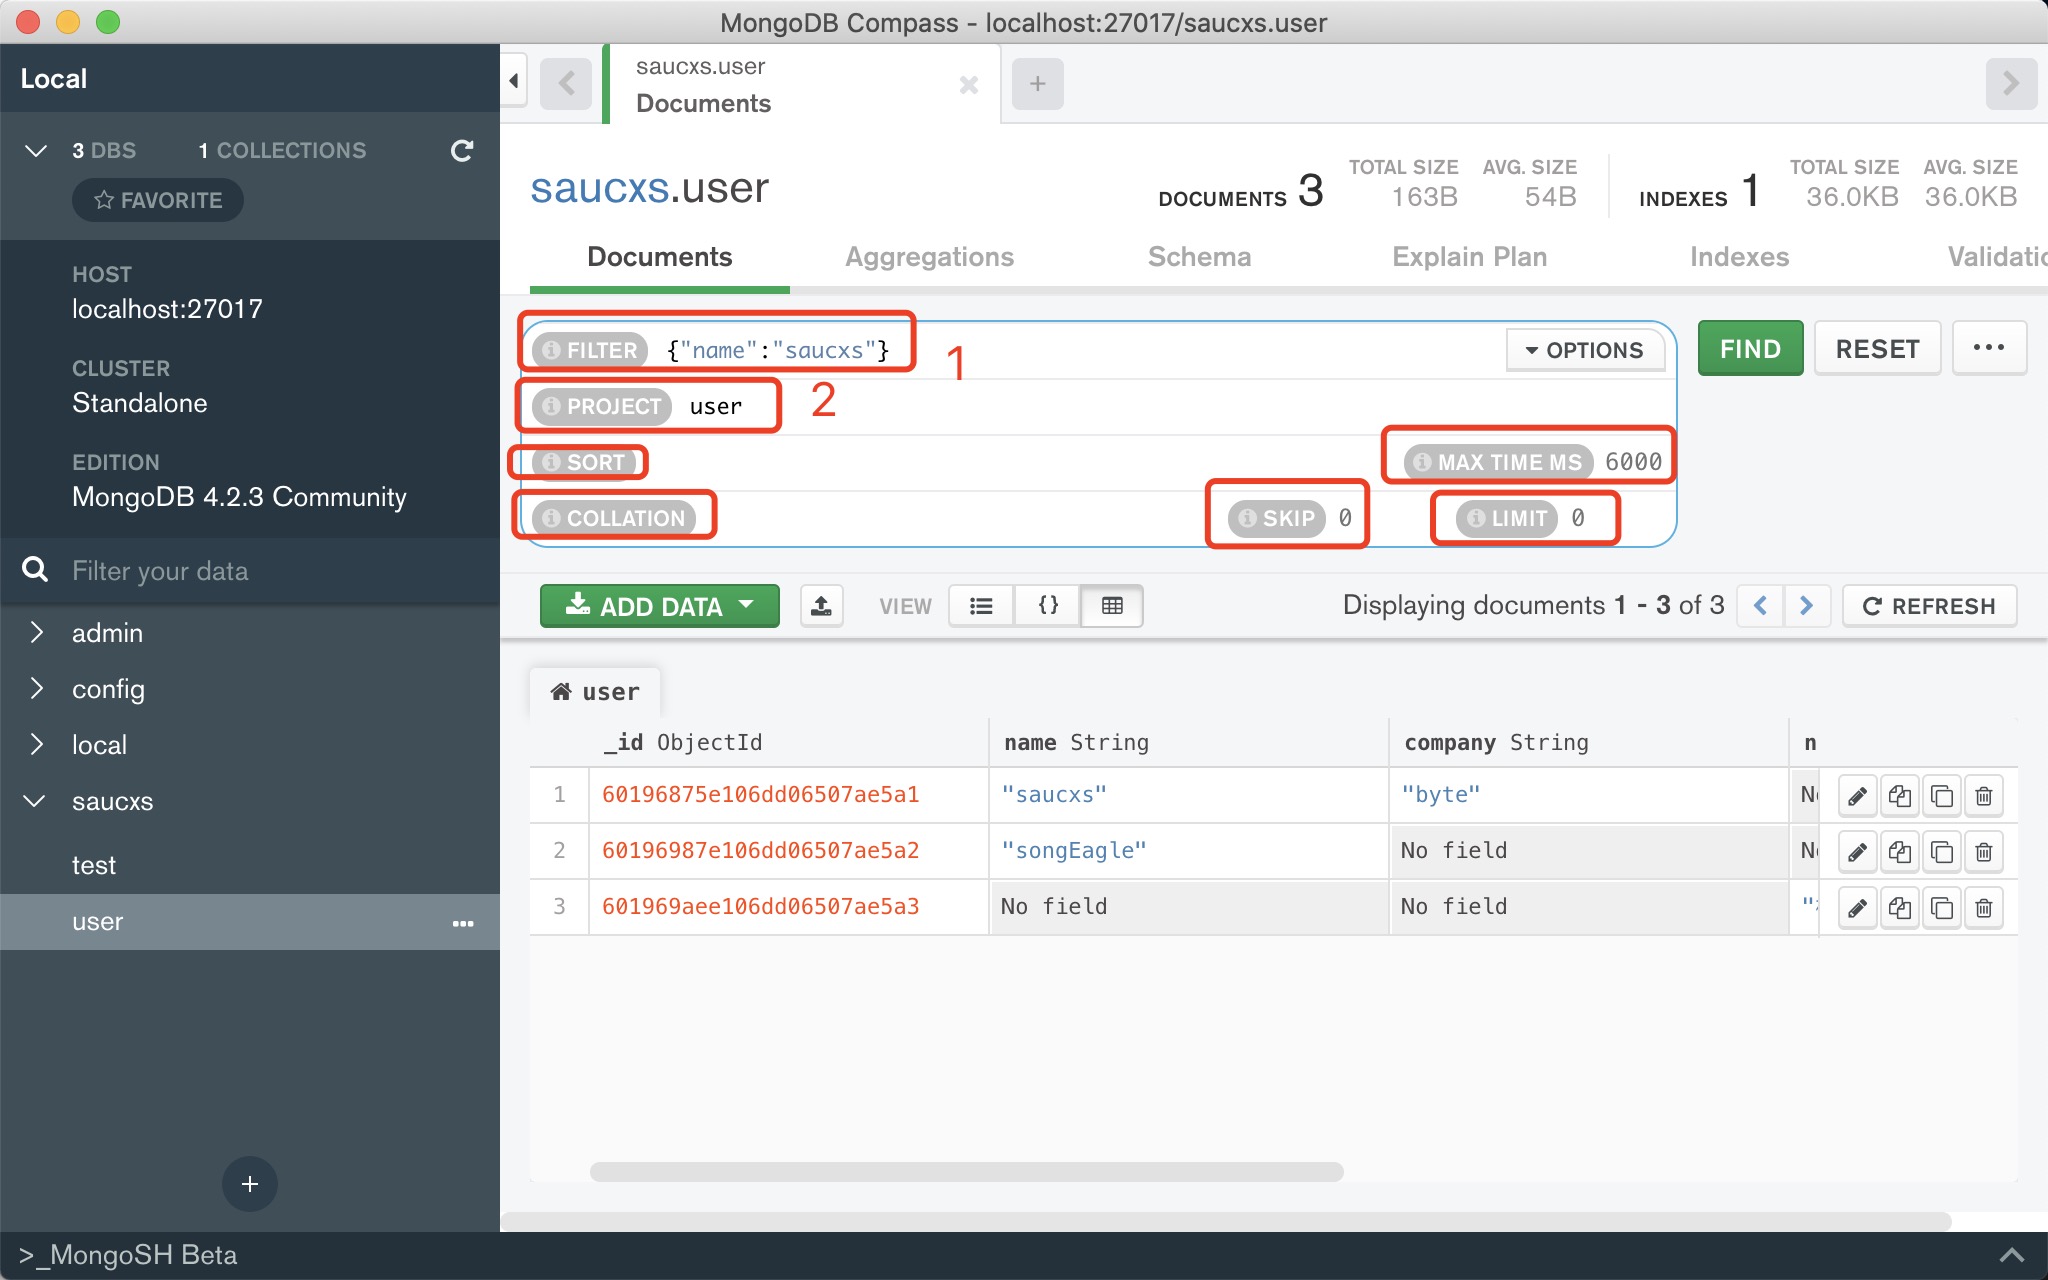 MongoDB Compass - localhost:27017/saucxs.user
Local
3 DBS 1 COLLECTIONS
FAVORITE
HOST
localhost:27017
CLUSTER
Standalone
EDITION
MongoDB 4.2.3 Community
Filter your data
admin
config
local
saucxs
test
user
>_MongoSH Beta
saucxs.user
Documents
saucxs.user
DOCUMENTS 3 TOTAL SIZE 163B AVG. SIZE 54B INDEXES 1 TOTAL SIZE 36.0KB AVG. SIZE 36.0KB
Documents Aggregations Schema Explain Plan Indexes Validatio
FILTER {"name":"saucxs"} 1 OPTIONS FIND RESET
PROJECT user 2
SORT MAX TIME MS 6000
COLLATION SKIP 0 LIMIT 0
ADD DATA VIEW {} Displaying documents 1 - 3 of 3 REFRESH
user
_id ObjectId name String company String n
1 60196875e106dd06507ae5a1 "saucxs" "byte" No
2 60196987e106dd06507ae5a2 "songEagle" No field No
3 601969aee106dd06507ae5a3 No field No field